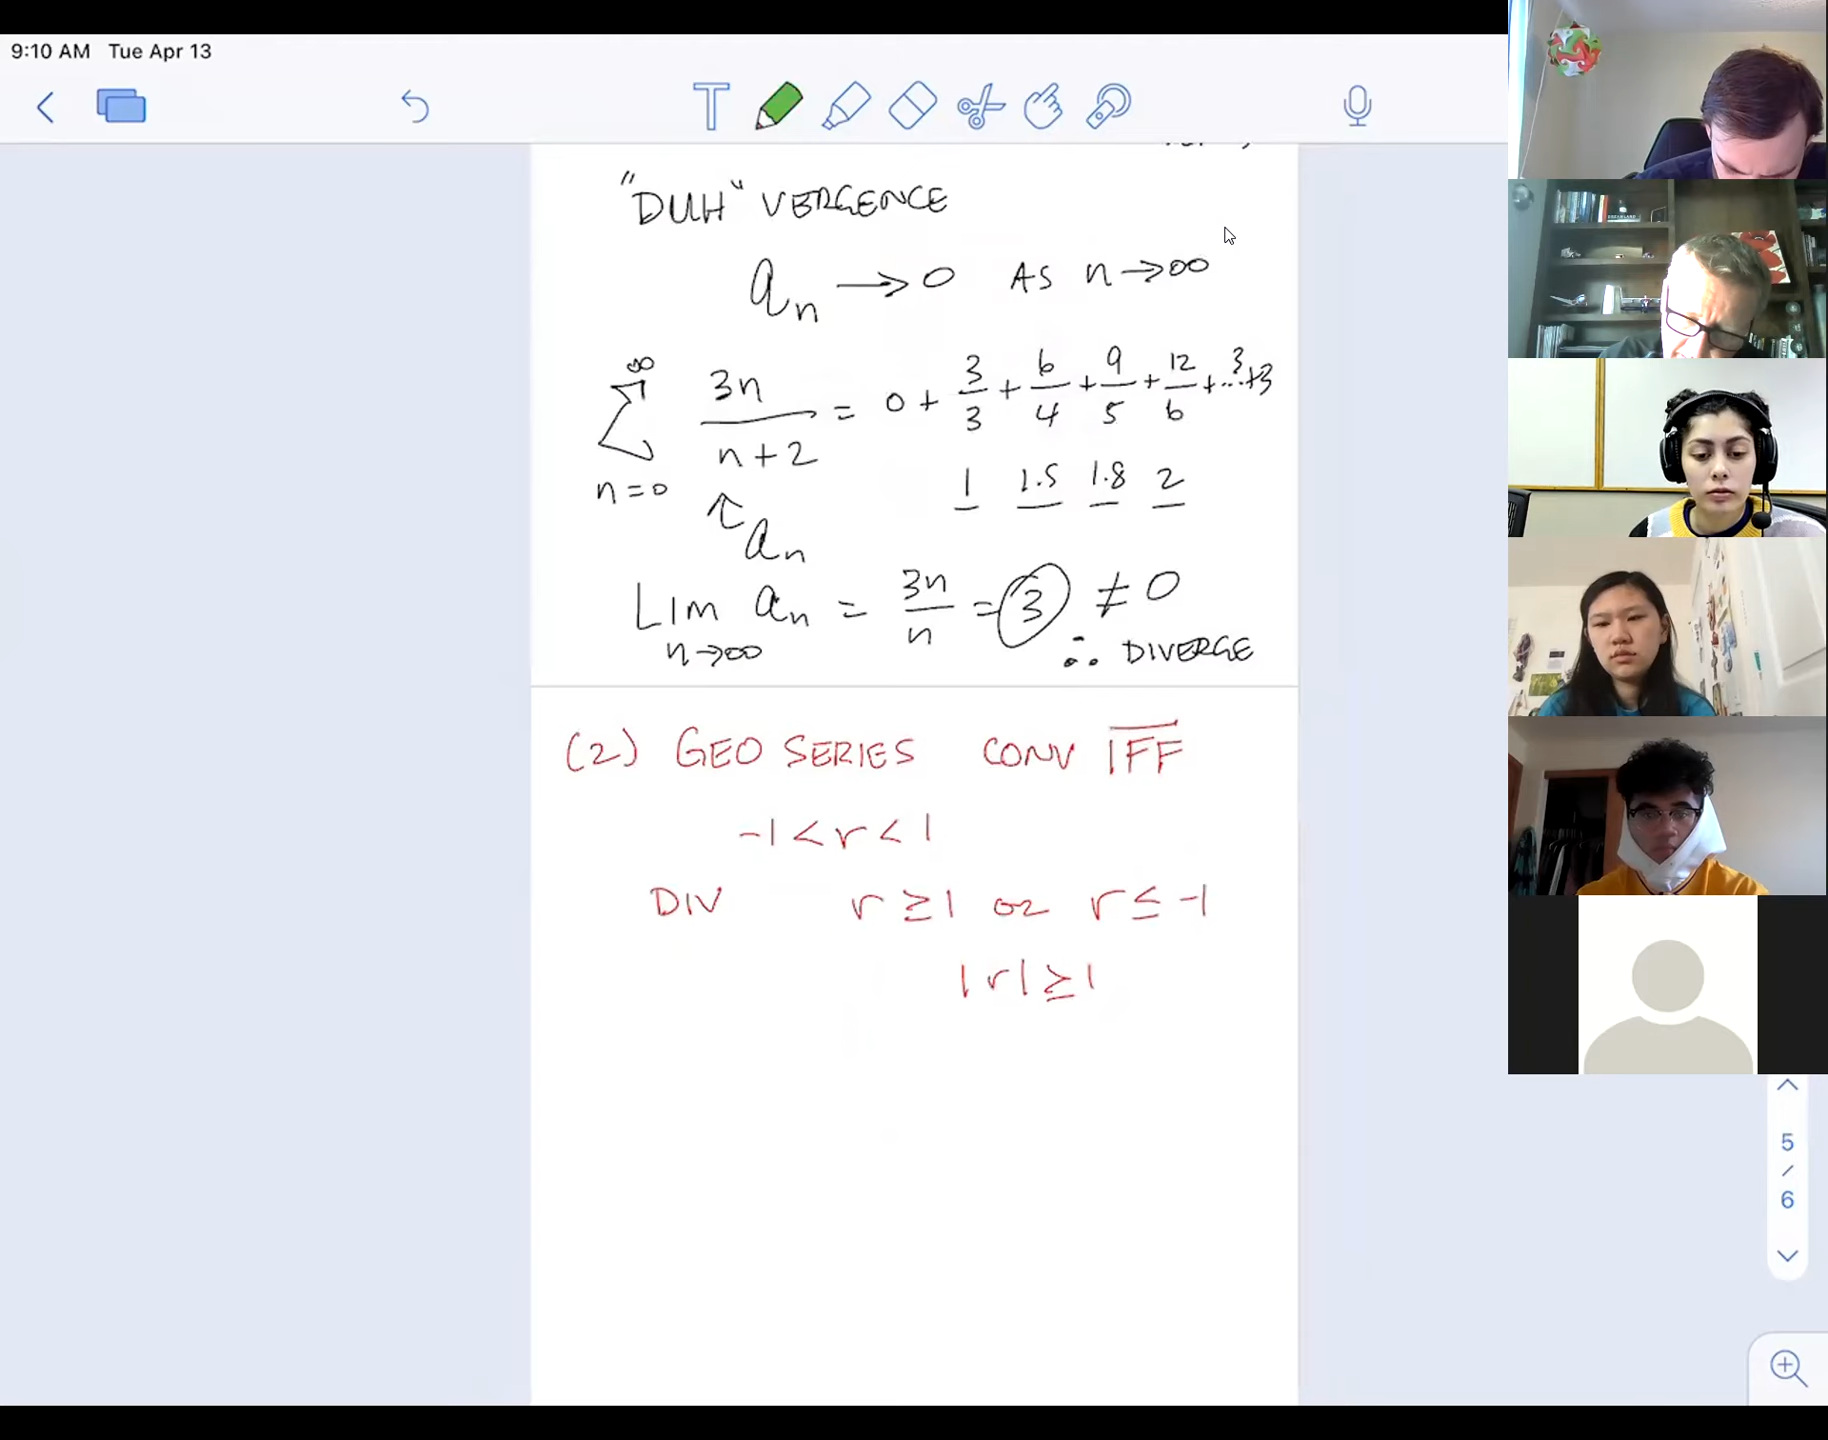 9:10 AM Tue Apr 13
"DUH" VERGENCE
aₙ → 0 AS n→∞
∞
Σ 3n/(n+2) = 0 + 3/3 + 6/4 + 9/5 + 12/6 + 3...+3
n=0
1 1.5 1.8 2
↖ aₙ
Lim aₙ = 3n/n = 3 ≠ 0
n→∞ ∴ DIVERGE
(2) GEO SERIES CONV IFF
-1 < r < 1
DIV r ≥ 1 or r ≤ -1
|r| ≥ 1
5
/
6